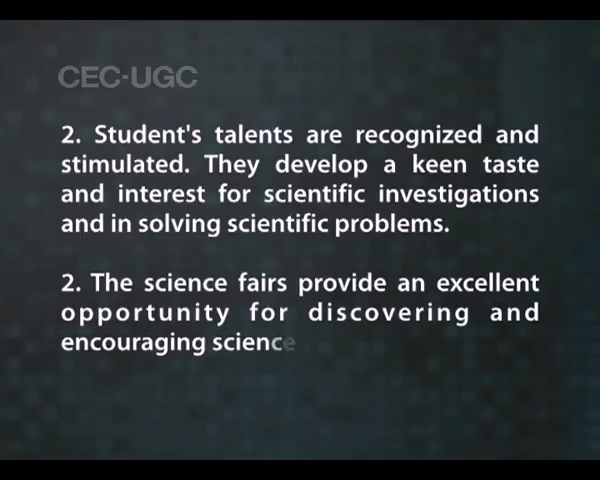 CEC-UGC
2. Student's talents are recognized and
stimulated. They develop a keen taste
and interest for scientific investigations
and in solving scientific problems.
2. The science fairs provide an excellent
opportunity for discovering and
encouraging science